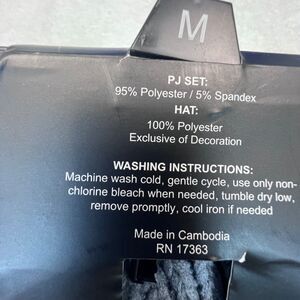 M
PJ SET:
95% Polyester / 5% Spandex
HAT:
100% Polyester
Exclusive of Decoration
WASHING INSTRUCTIONS:
Machine wash cold, gentle cycle, use only non-
chlorine bleach when needed, tumble dry low,
remove promptly, cool iron if needed
Made in Cambodia
RN 17363